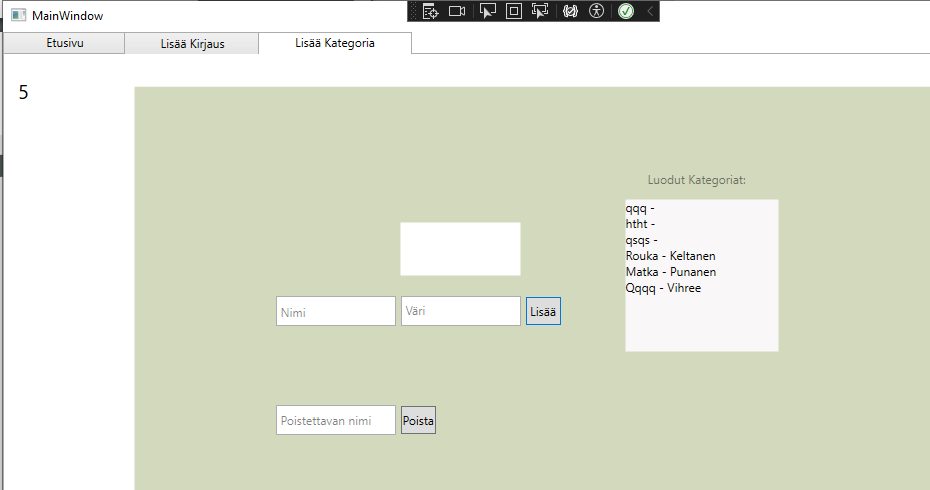 MainWindow
Etusivu
Lisää Kirjaus
Lisää Kategoria
5
Luodut Kategoriat:
qqq -
htht -
qsqs -
Rouka - Keltanen
Matka - Punanen
Qqqq - Vihree
Nimi
Väri
Lisää
Poistettavan nimi
Poista